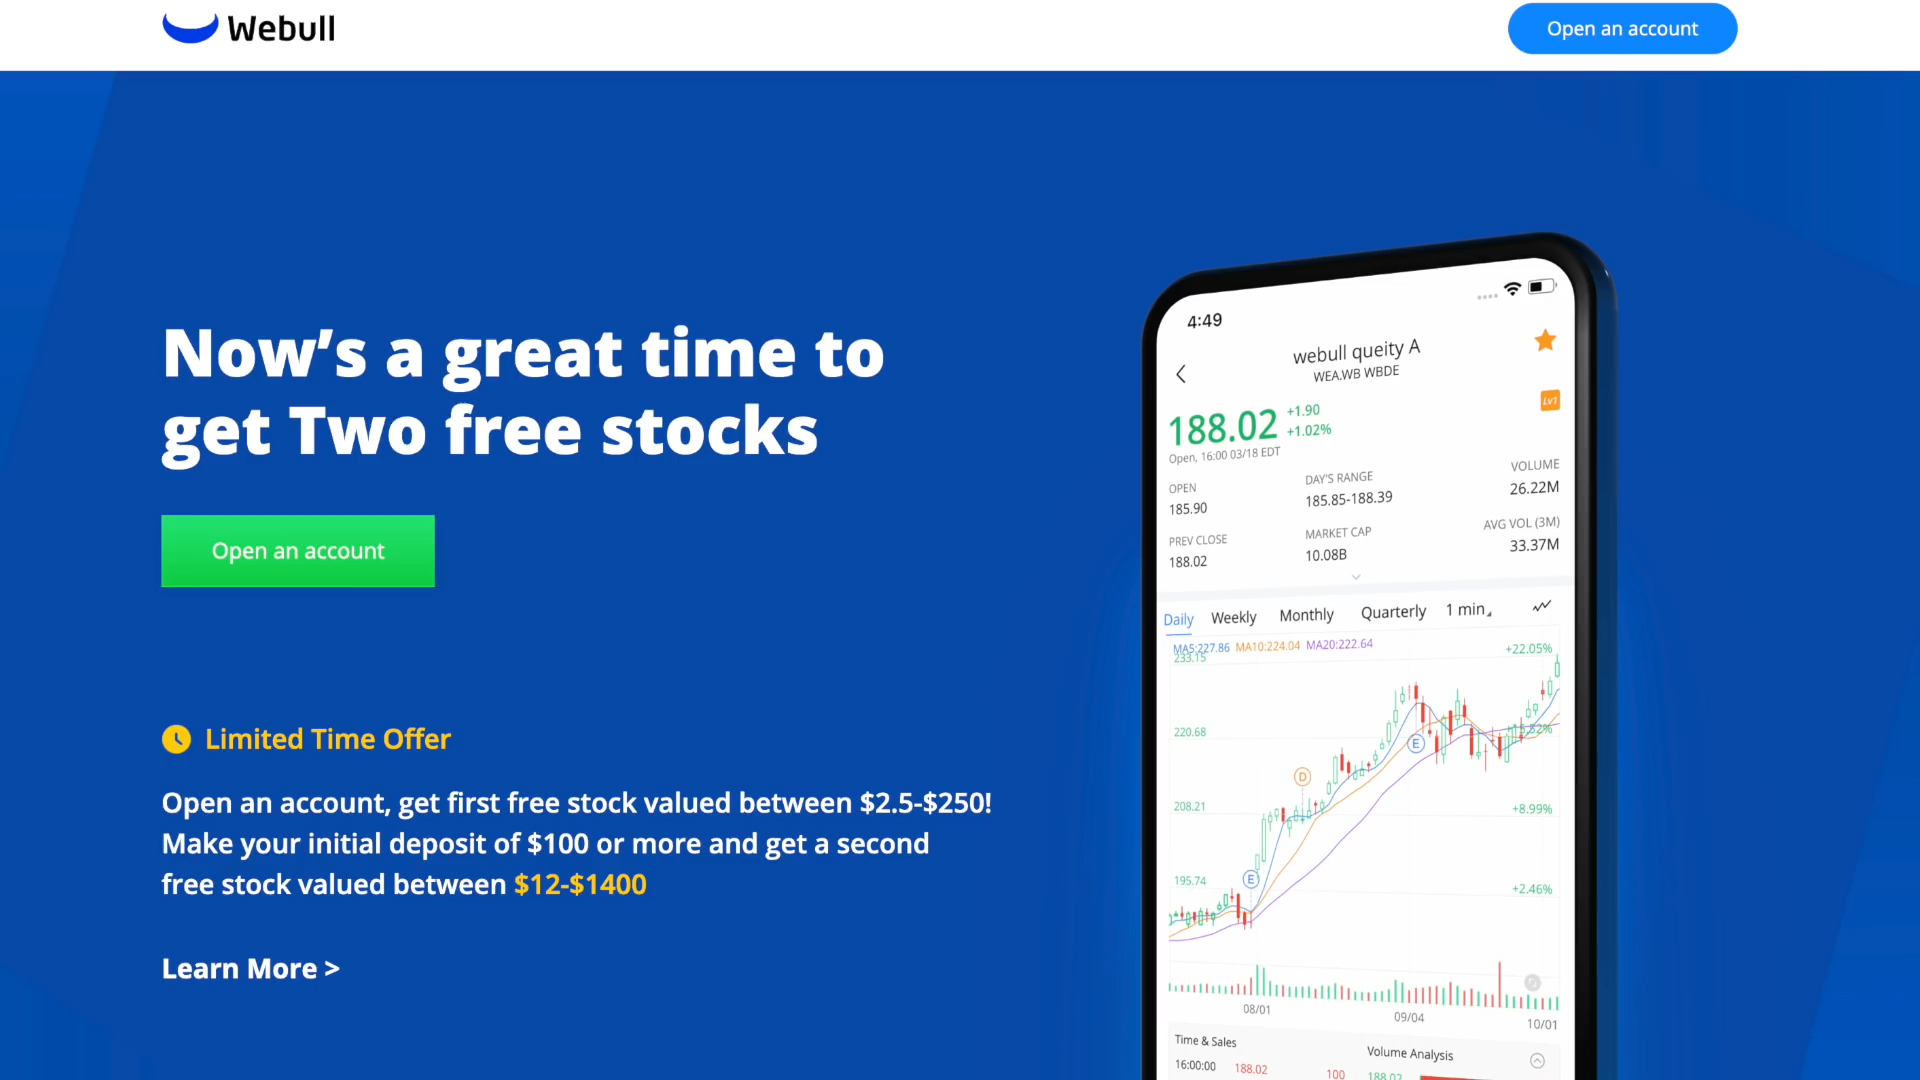 Webull
Open an account
Now’s a great time to
get Two free stocks
Open an account
Limited Time Offer
Open an account, get first free stock valued between $2.5-$250!
Make your initial deposit of $100 or more and get a second
free stock valued between $12-$1400
Learn More >
4:49
webull queity A
WEA.WB WBDE
188.02
+1.90
+1.02%
Lv1
Open, 16:00 03/18 EDT
OPEN
185.90
DAY'S RANGE
185.85-188.39
VOLUME
26.22M
PREV CLOSE
188.02
MARKET CAP
10.08B
AVG VOL (3M)
33.37M
Daily Weekly Monthly Quarterly 1 min
MA5:227.86 MA10:224.04 MA20:222.64
233.15
+22.05%
220.68
208.21
+8.99%
195.74
+2.46%
D
E
E
08/01 09/04 10/01
Time & Sales
Volume Analysis
16:00:00 188.02 100
188.02